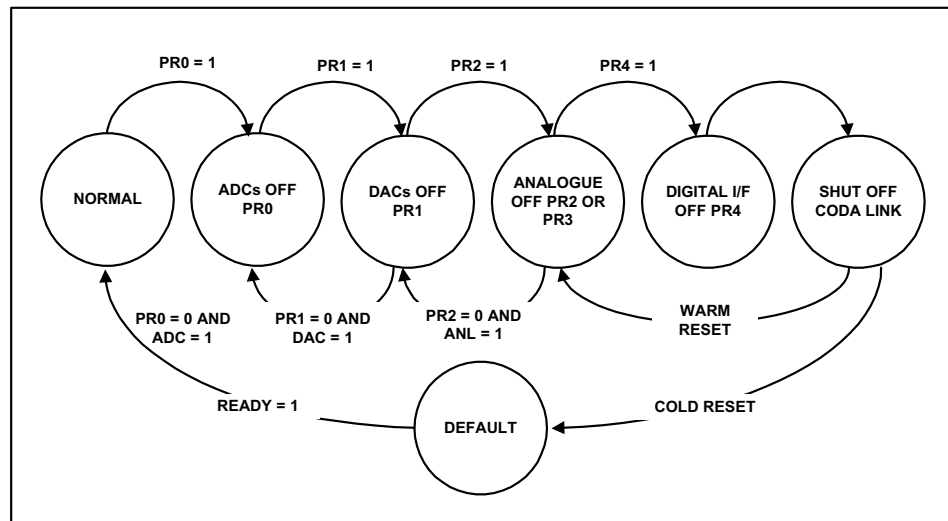 PR0 = 1
PR1 = 1
PR2 = 1
PR4 = 1
NORMAL
ADCs OFF
PR0
DACs OFF
PR1
ANALOGUE
OFF PR2 OR
PR3
DIGITAL I/F
OFF PR4
SHUT OFF
CODA LINK
PR0 = 0 AND
ADC = 1
PR1 = 0 AND
DAC = 1
PR2 = 0 AND
ANL = 1
WARM
RESET
READY = 1
COLD RESET
DEFAULT